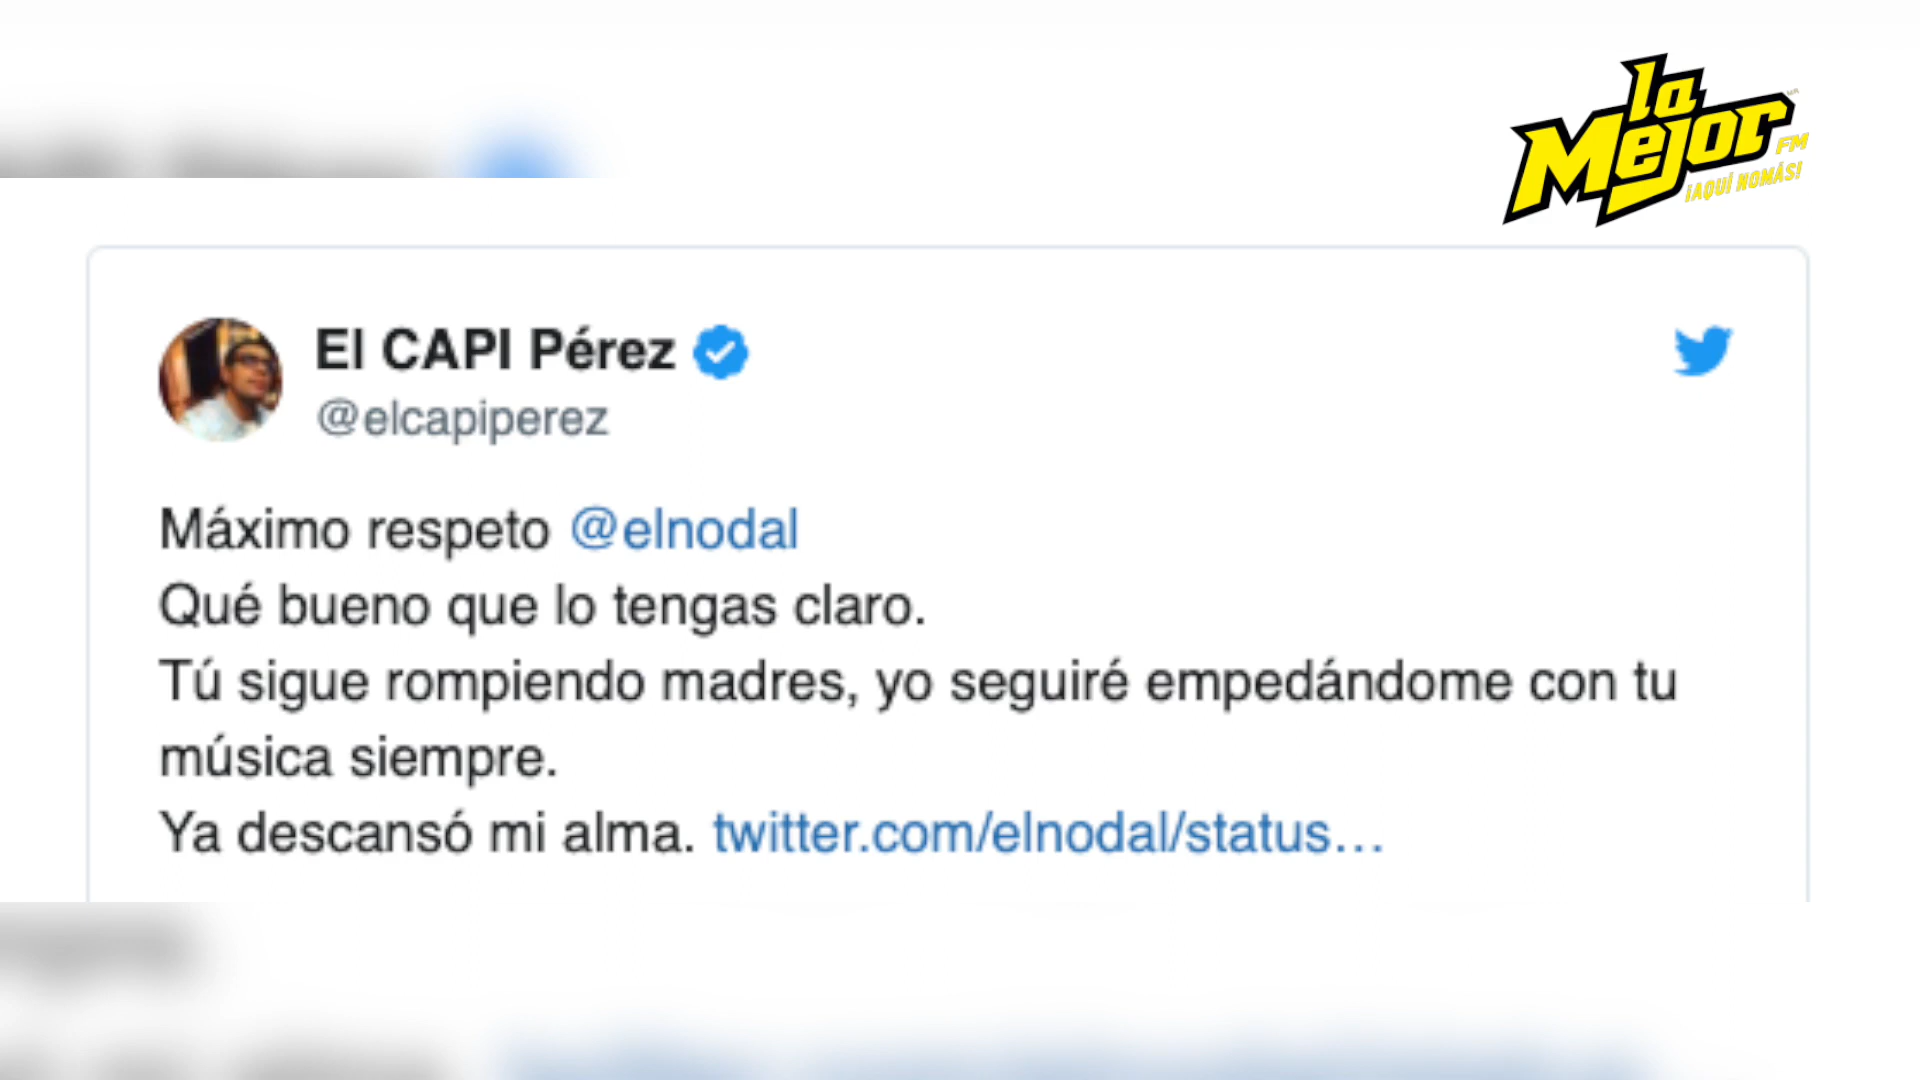 la
Mejor
FM
¡AQUÍ NOMÁS!
El CAPI Pérez
@elcapiperez
Máximo respeto @elnodal
Qué bueno que lo tengas claro.
Tú sigue rompiendo madres, yo seguiré empedándome con tu
música siempre.
Ya descansó mi alma. twitter.com/elnodal/status…